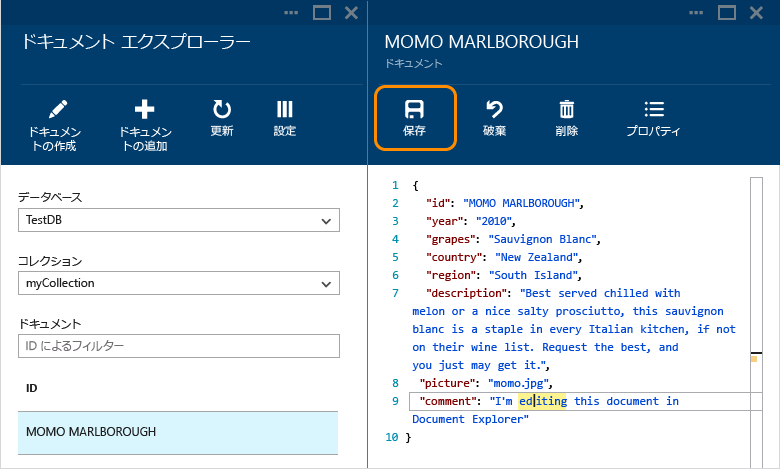 ドキュメント エクスプローラー
ドキュメン
トの作成
ドキュメン
トの追加
更新
設定
データベース
TestDB
コレクション
myCollection
ドキュメント
ID によるフィルター
ID
MOMO MARLBOROUGH
MOMO MARLBOROUGH
ドキュメント
保存
破棄
削除
プロパティ
1 {
2 "id": "MOMO MARLBOROUGH",
3 "year": "2010",
4 "grapes": "Sauvignon Blanc",
5 "country": "New Zealand",
6 "region": "South Island",
7 "description": "Best served chilled with
melon or a nice salty prosciutto, this sauvignon
blanc is a staple in every Italian kitchen, if not
on their wine list. Request the best, and
you just may get it.",
8 "picture": "momo.jpg",
9 "comment": "I'm editing this document in
Document Explorer"
10 }